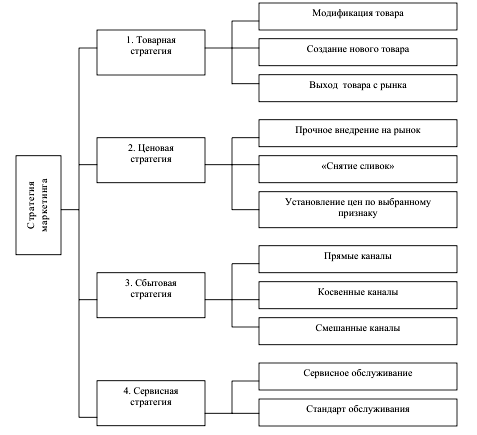 Стратегия
маркетинга
1. Товарная
стратегия
Модификация товара
Создание нового товара
Выход товара с рынка
2. Ценовая
стратегия
Прочное внедрение на рынок
«Снятие сливок»
Установление цен по выбранному
признаку
3. Сбытовая
стратегия
Прямые каналы
Косвенные каналы
Смешанные каналы
4. Сервисная
стратегия
Сервисное обслуживание
Стандарт обслуживания